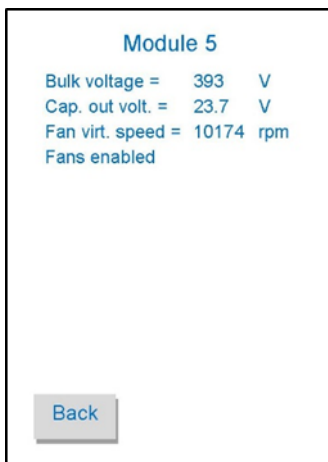 Module 5
Bulk voltage = 393 V
Cap. out volt. = 23.7 V
Fan virt. speed = 10174 rpm
Fans enabled
Back